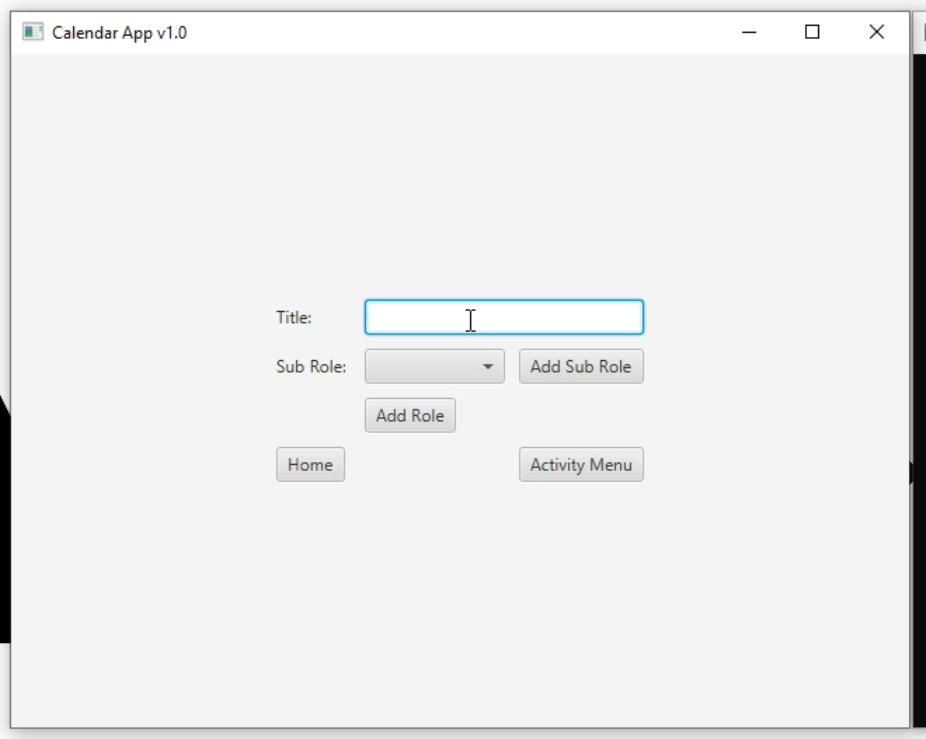 Calendar App v1.0
Title:
Sub Role: Add Sub Role
Add Role
Home Activity Menu